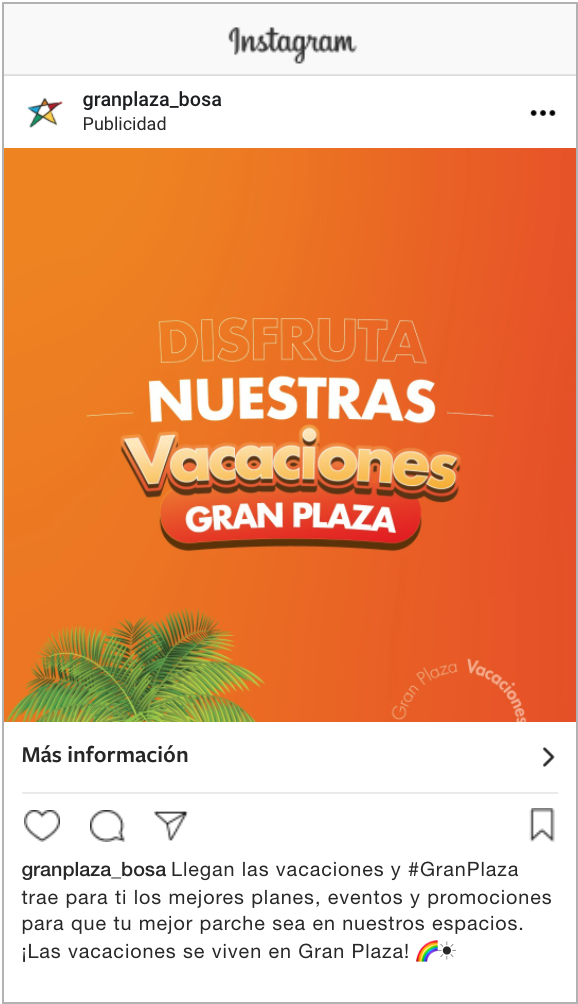 Instagram
granplaza_bosa
Publicidad
DISFRUTA
NUESTRAS
Vacaciones
GRAN PLAZA
Gran Plaza Vacaciones
Más información
granplaza_bosa Llegan las vacaciones y #GranPlaza
trae para ti los mejores planes, eventos y promociones
para que tu mejor parche sea en nuestros espacios.
¡Las vacaciones se viven en Gran Plaza! 🌈☀